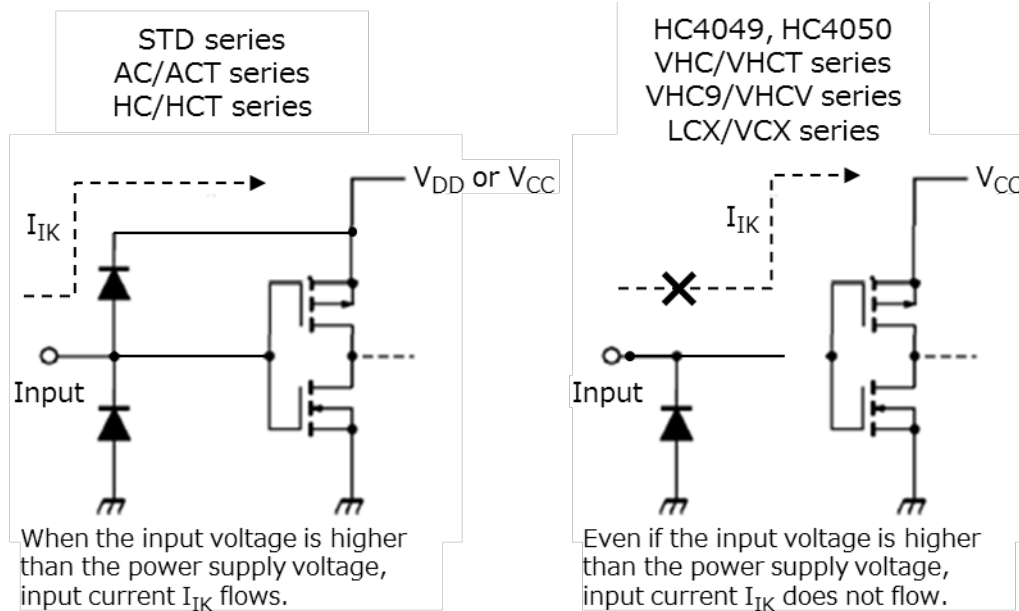 STD series
AC/ACT series
HC/HCT series
V_DD or V_CC
I_IK
Input
When the input voltage is higher
than the power supply voltage,
input current I_IK flows.
HC4049, HC4050
VHC/VHCT series
VHC9/VHCV series
LCX/VCX series
V_CC
I_IK
Input
Even if the input voltage is higher
than the power supply voltage,
input current I_IK does not flow.